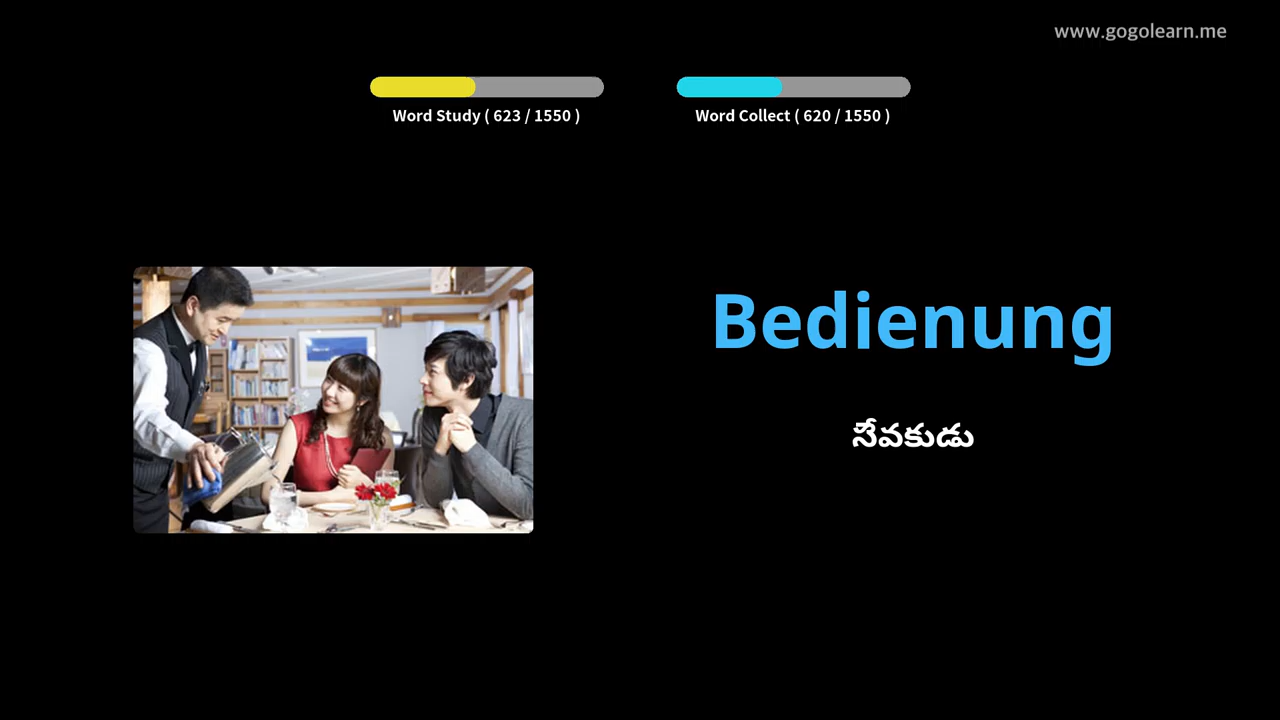 www.gogolearn.me
Word Study ( 623 / 1550 )
Word Collect ( 620 / 1550 )
Bedienung
సేవకుడు